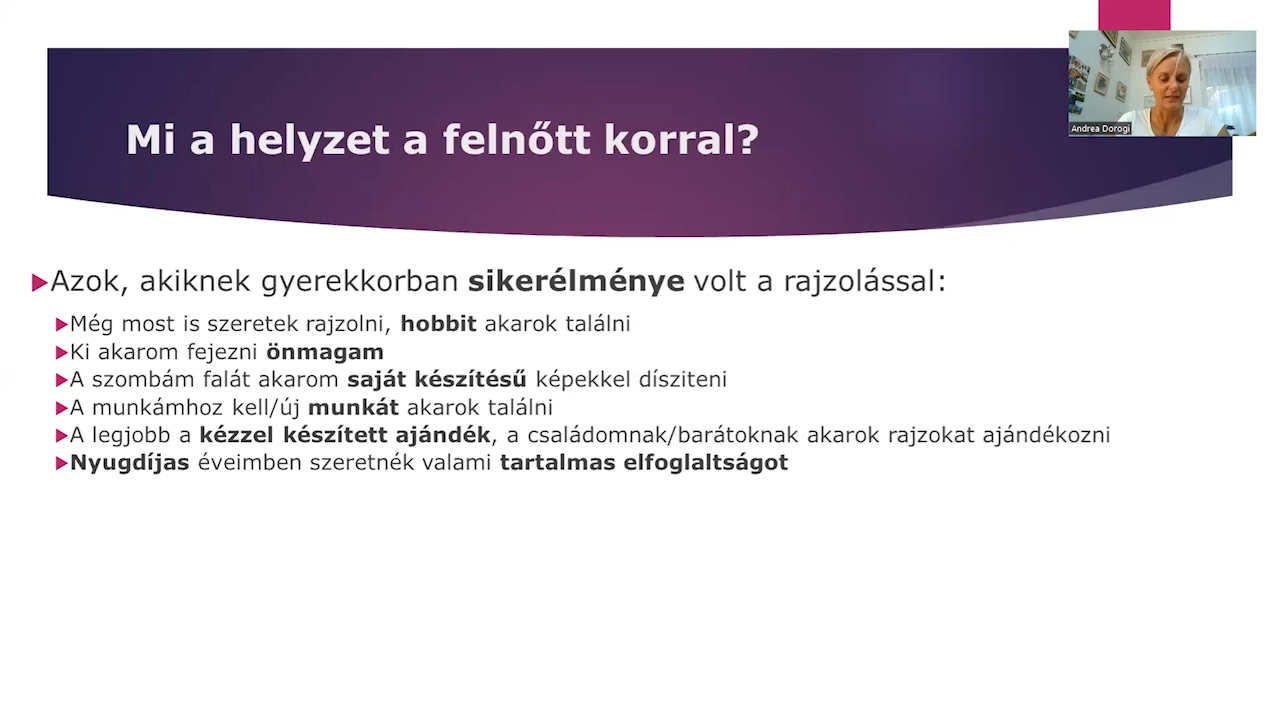 Mi a helyzet a felnőtt korral?
Andrea Dorogi
Azok, akiknek gyerekkorban sikerélménye volt a rajzolással:
Még most is szeretek rajzolni, hobbit akarok találni
Ki akarom fejezni önmagam
A szombám falát akarom saját készítésű képekkel dísziteni
A munkámhoz kell/új munkát akarok találni
A legjobb a kézzel készített ajándék, a családomnak/barátoknak akarok rajzokat ajándékozni
Nyugdíjas éveimben szeretnék valami tartalmas elfoglaltságot